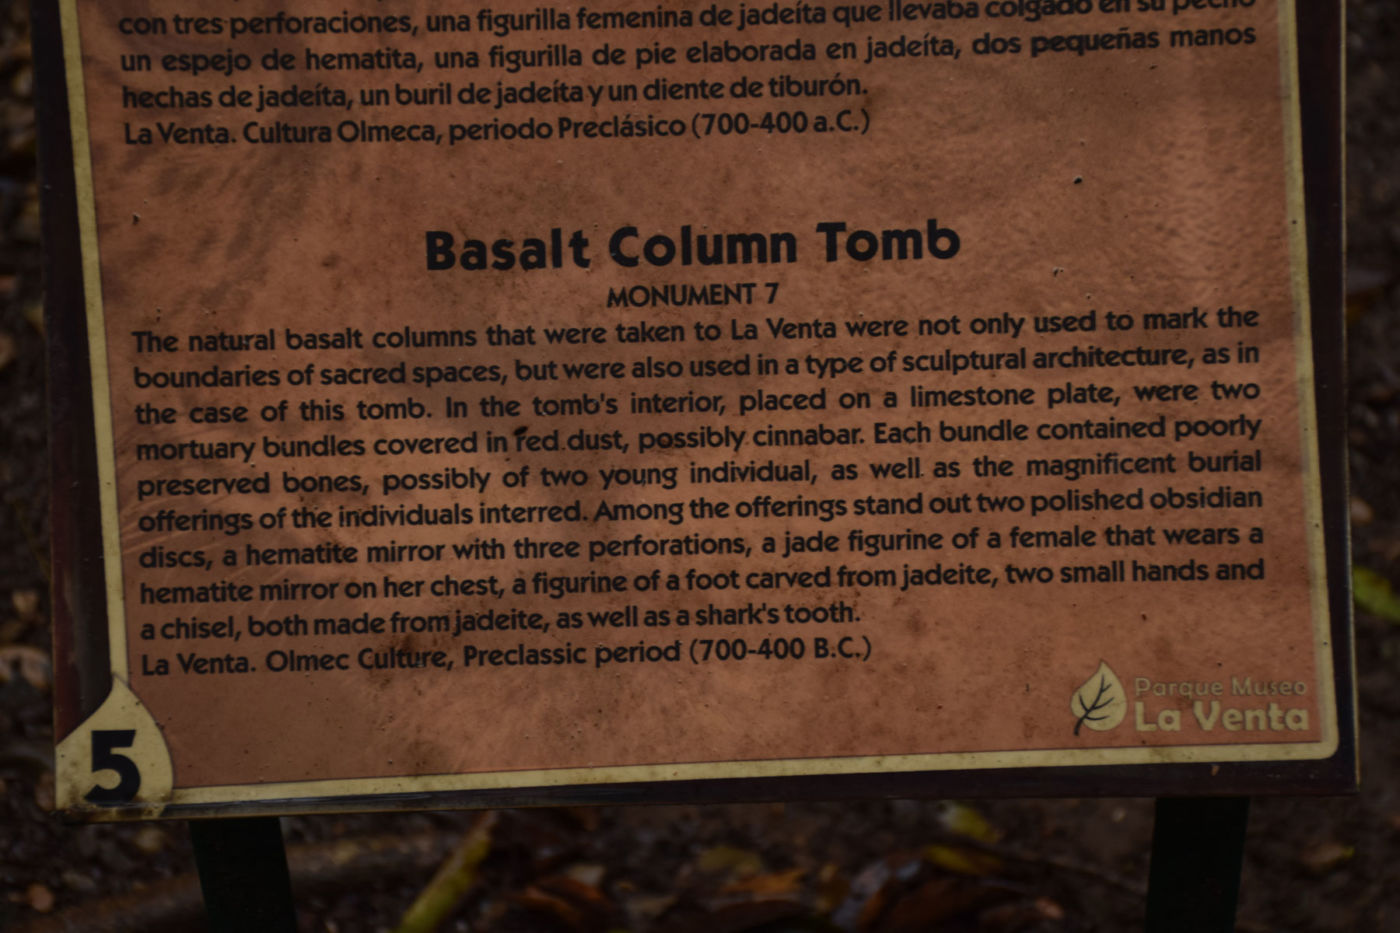 con tres perforaciones, una figurilla femenina de jadeíta que llevaba colgado en su pecho
un espejo de hematita, una figurilla de pie elaborada en jadeíta, dos pequeñas manos
hechas de jadeíta, un buril de jadeíta y un diente de tiburón.
La Venta. Cultura Olmeca, periodo Preclásico (700-400 a.C.)
Basalt Column Tomb
MONUMENT 7
The natural basalt columns that were taken to La Venta were not only used to mark the
boundaries of sacred spaces, but were also used in a type of sculptural architecture, as in
the case of this tomb. In the tomb's interior, placed on a limestone plate, were two
mortuary bundles covered in red dust, possibly cinnabar. Each bundle contained poorly
preserved bones, possibly of two young individual, as well as the magnificent burial
offerings of the individuals interred. Among the offerings stand out two polished obsidian
discs, a hematite mirror with three perforations, a jade figurine of a female that wears a
hematite mirror on her chest, a figurine of a foot carved from jadeite, two small hands and
a chisel, both made from jadeite, as well as a shark's tooth.
La Venta. Olmec Culture, Preclassic period (700-400 B.C.)
5
Parque Museo
La Venta